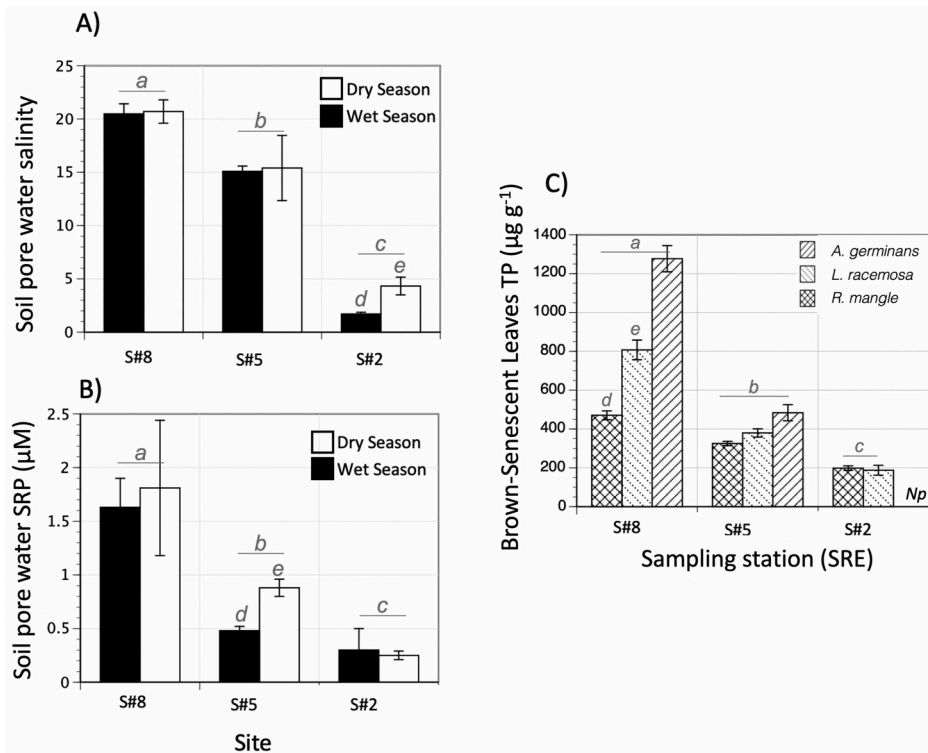 A)
Soil pore water salinity
25
20
15
10
5
0
a
b
c
d
e
Dry Season
Wet Season
S#8
S#5
S#2
B)
Soil pore water SRP (µM)
2.5
2
1.5
1
0.5
0
a
b
c
d
e
Dry Season
Wet Season
S#8
S#5
S#2
Site
C)
Brown-Senescent Leaves TP (µg g-1)
1400
1200
800
600
400
200
0
a
b
c
d
e
A. germinans
L. racemosa
R. mangle
Np
S#8
S#5
S#2
Sampling station (SRE)